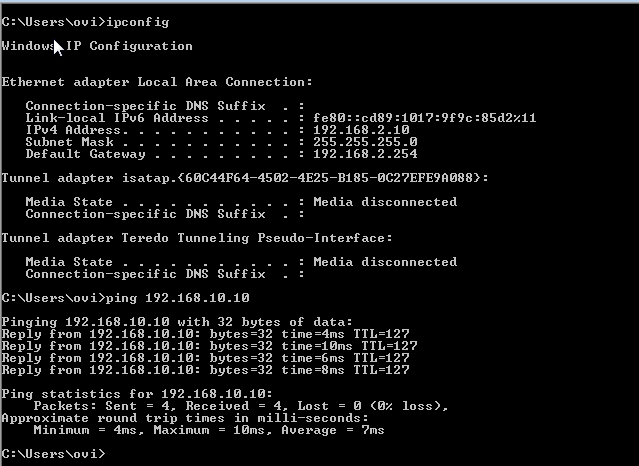 C:\Users\ovi>ipconfig
Windows IP Configuration
Ethernet adapter Local Area Connection:
Connection-specific DNS Suffix . :
Link-local IPv6 Address . . . . . : fe80::cd89:1017:9f9c:85d2%11
IPv4 Address. . . . . . . . . . . : 192.168.2.10
Subnet Mask . . . . . . . . . . . : 255.255.255.0
Default Gateway . . . . . . . . . : 192.168.2.254
Tunnel adapter isatap.{60C44F64-4502-4E25-B185-0C27EFE9A088}:
Media State . . . . . . . . . . . : Media disconnected
Connection-specific DNS Suffix . :
Tunnel adapter Teredo Tunneling Pseudo-Interface:
Media State . . . . . . . . . . . : Media disconnected
Connection-specific DNS Suffix . :
C:\Users\ovi>ping 192.168.10.10
Pinging 192.168.10.10 with 32 bytes of data:
Reply from 192.168.10.10: bytes=32 time=4ms TTL=127
Reply from 192.168.10.10: bytes=32 time=10ms TTL=127
Reply from 192.168.10.10: bytes=32 time=6ms TTL=127
Reply from 192.168.10.10: bytes=32 time=8ms TTL=127
Ping statistics for 192.168.10.10:
Packets: Sent = 4, Received = 4, Lost = 0 (0% loss),
Approximate round trip times in milli-seconds:
Minimum = 4ms, Maximum = 10ms, Average = 7ms
C:\Users\ovi>